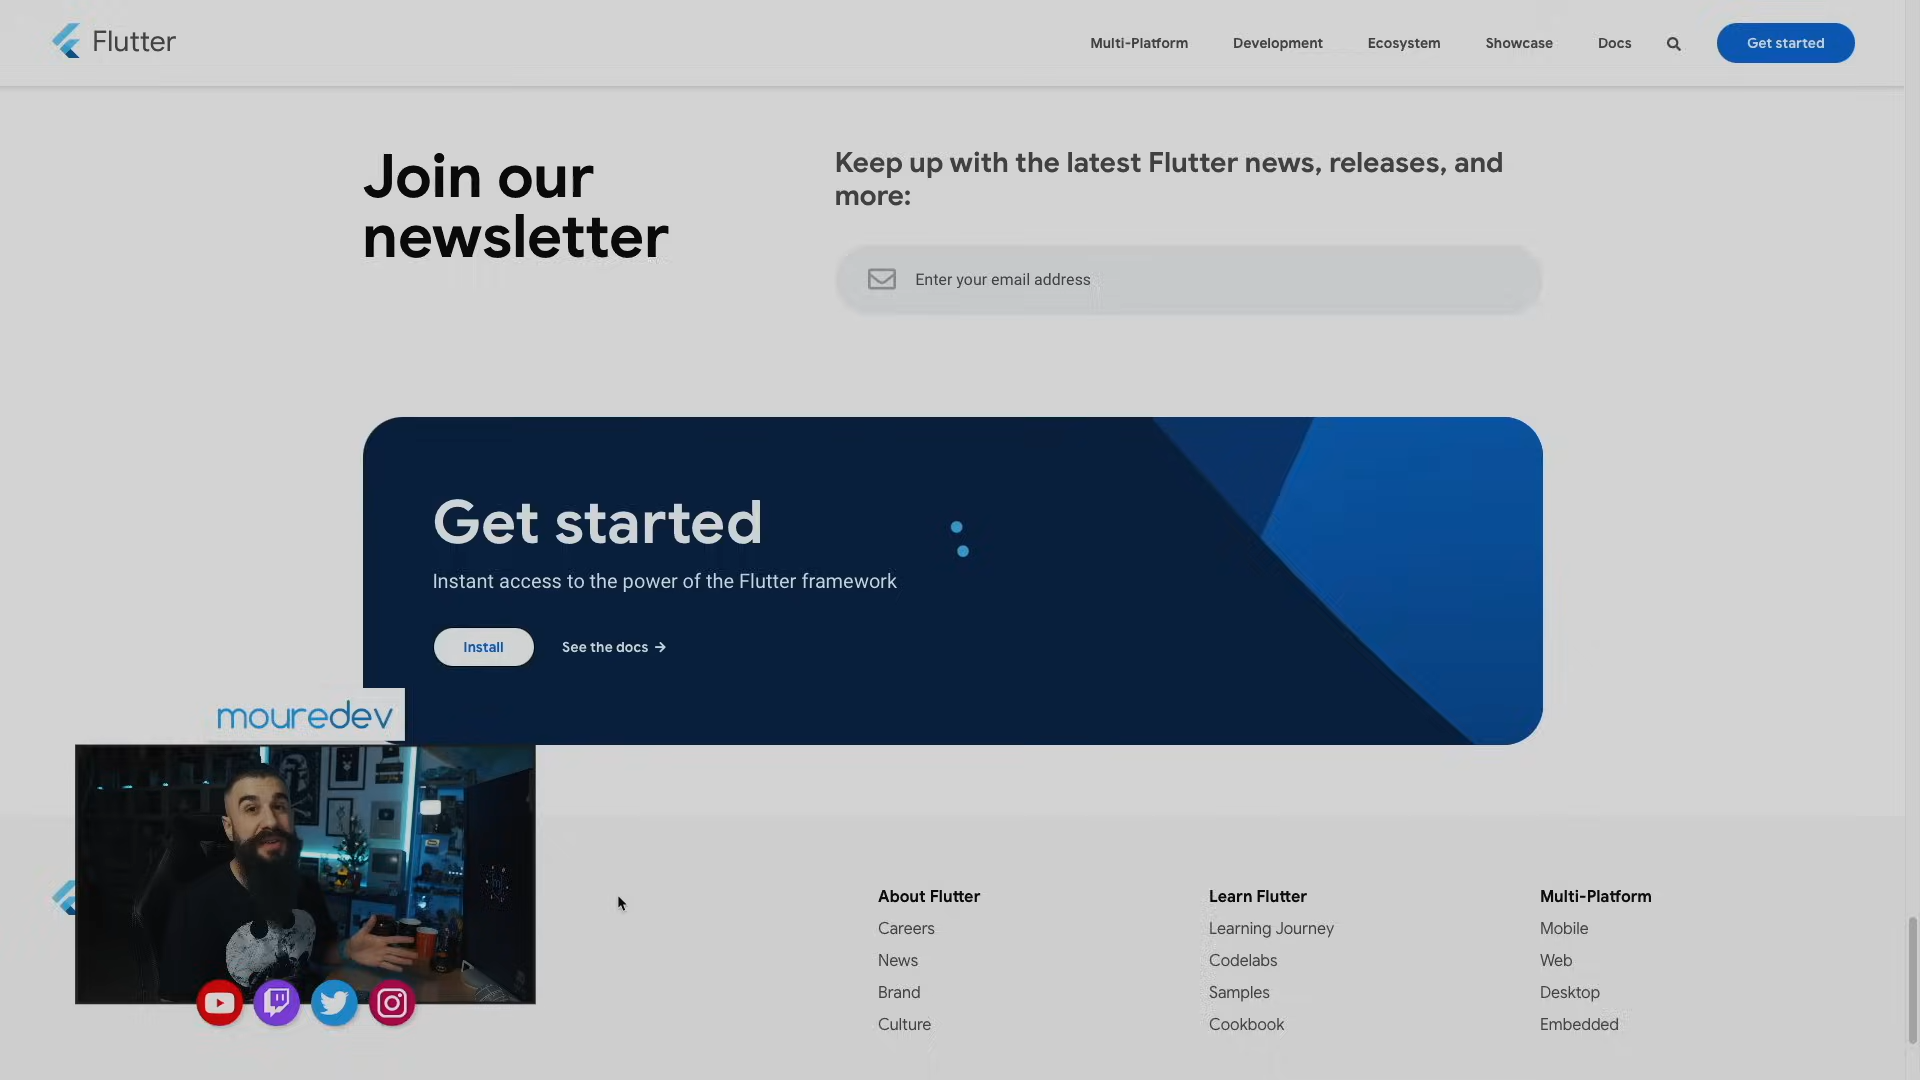 Flutter
Multi-Platform
Development
Ecosystem
Showcase
Docs
Get started
Join our
newsletter
Keep up with the latest Flutter news, releases, and
more:
Enter your email address
Get started
Instant access to the power of the Flutter framework
Install
See the docs →
mouredev
About Flutter
Careers
News
Brand
Culture
Learn Flutter
Learning Journey
Codelabs
Samples
Cookbook
Multi-Platform
Mobile
Web
Desktop
Embedded